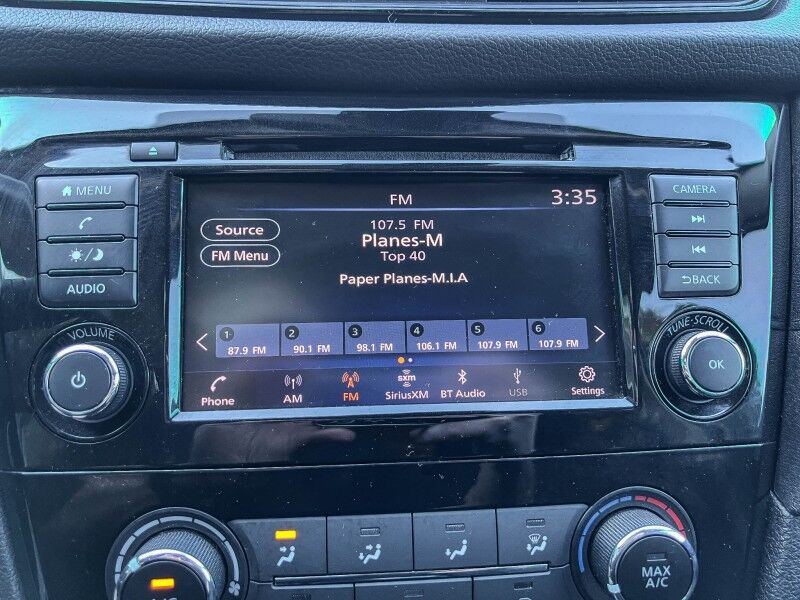 MENU
AUDIO
VOLUME
FM
3:35
Source
FM Menu
107.5 FM
Planes-M
Top 40
Paper Planes-M.I.A
1 2 3 4 5 6
87.9 FM 90.1 FM 98.1 FM 106.1 FM 107.9 FM 107.9 FM
Phone AM FM SiriusXM BT Audio USB Settings
sxm
CAMERA
BACK
TUNE·SCROLL
OK
MAX
A/C